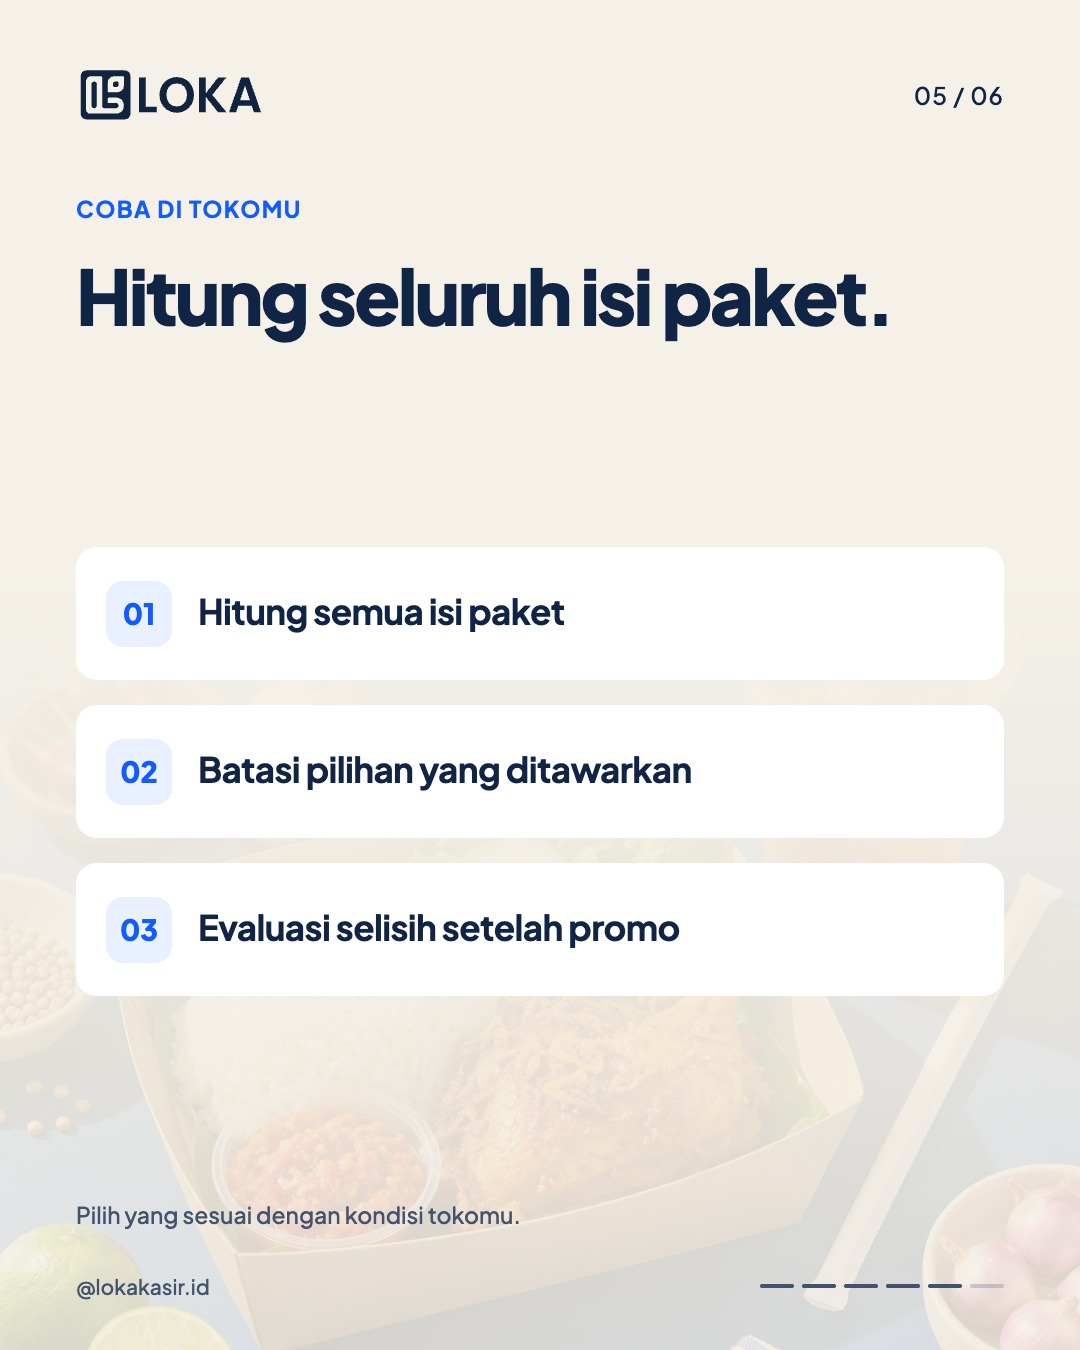 LOKA
05 / 06
COBA DI TOKOMU
Hitung seluruh isi paket.
01 Hitung semua isi paket
02 Batasi pilihan yang ditawarkan
03 Evaluasi selisih setelah promo
Pilih yang sesuai dengan kondisi tokomu.
@lokakasir.id